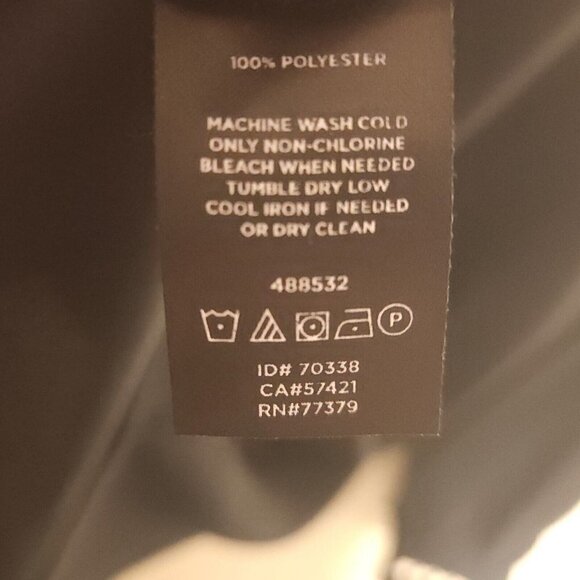 100% POLYESTER
MACHINE WASH COLD
ONLY NON-CHLORINE
BLEACH WHEN NEEDED
TUMBLE DRY LOW
COOL IRON IF NEEDED
OR DRY CLEAN
488532
P
ID# 70338
CA#57421
RN#77379